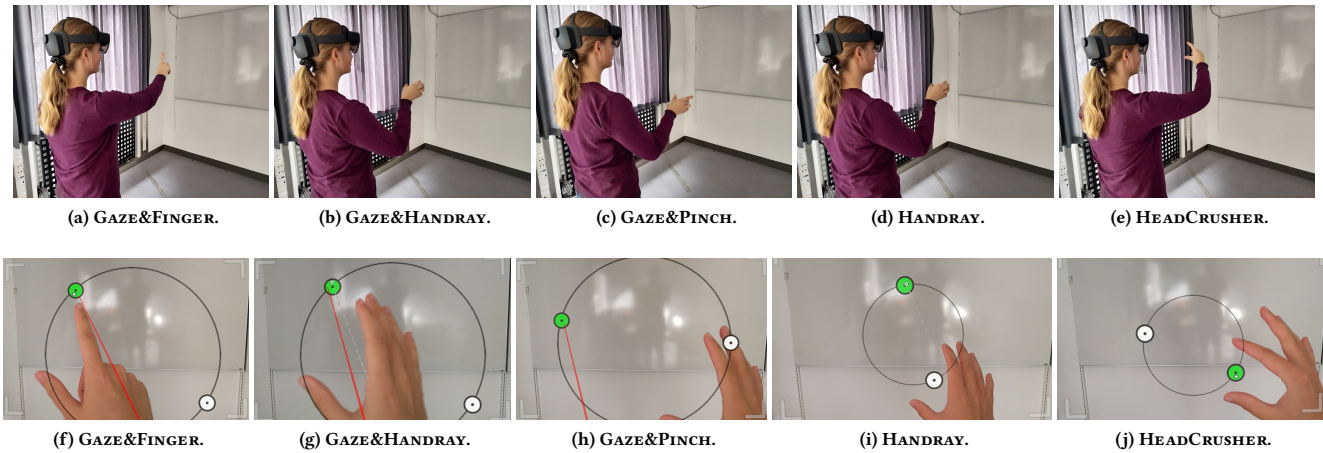 (a) GAZE&FINGER.
(b) GAZE&HANDRAY.
(c) GAZE&PINCH.
(d) HANDRAY.
(e) HEADCRUSHER.
(f) GAZE&FINGER.
(g) GAZE&HANDRAY.
(h) GAZE&PINCH.
(i) HANDRAY.
(j) HEADCRUSHER.